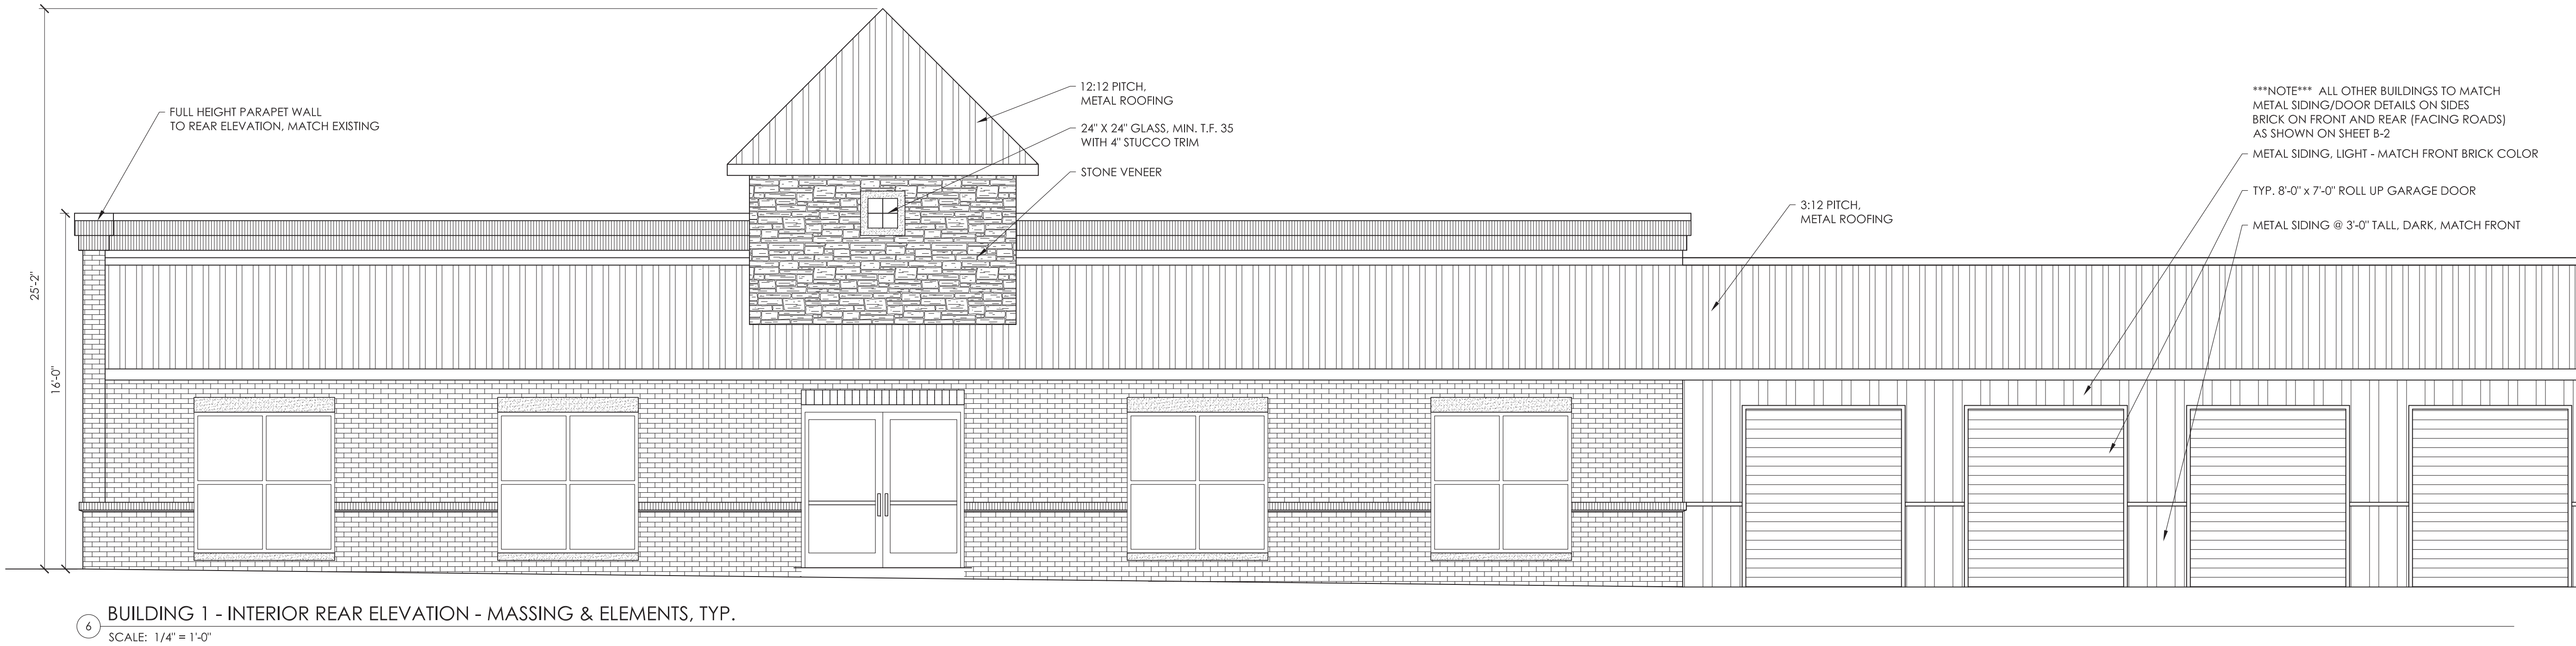 FULL HEIGHT PARAPET WALL
TO REAR ELEVATION, MATCH EXISTING
12:12 PITCH,
METAL ROOFING
24" X 24" GLASS, MIN. T.F. 35
WITH 4" STUCCO TRIM
STONE VENEER
3:12 PITCH,
METAL ROOFING
***NOTE*** ALL OTHER BUILDINGS TO MATCH
METAL SIDING/DOOR DETAILS ON SIDES
BRICK ON FRONT AND REAR (FACING ROADS)
AS SHOWN ON SHEET B-2
METAL SIDING, LIGHT - MATCH FRONT BRICK COLOR
TYP. 8'-0" x 7'-0" ROLL UP GARAGE DOOR
METAL SIDING @ 3'-0" TALL, DARK, MATCH FRONT
25'-2"
16'-0"
6
BUILDING 1 - INTERIOR REAR ELEVATION - MASSING & ELEMENTS, TYP.
SCALE: 1/4" = 1'-0"